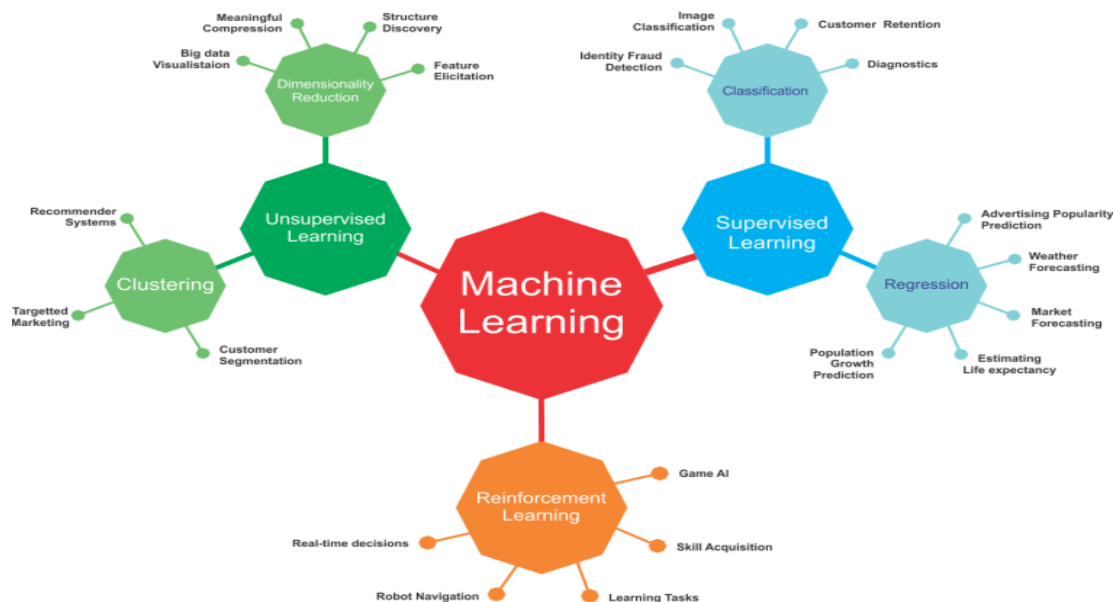 Meaningful
Compression
Structure
Discovery
Big data
Visualistaion
Feature
Elicitation
Dimensionality
Reduction
Image
Classification
Customer Retention
Identity Fraud
Detection
Diagnostics
Classification
Unsupervised
Learning
Supervised
Learning
Recommender
Systems
Clustering
Targetted
Marketing
Customer
Segmentation
Machine
Learning
Advertising Popularity
Prediction
Weather
Forecasting
Regression
Market
Forecasting
Population
Growth
Prediction
Estimating
Life expectancy
Reinforcement
Learning
Game AI
Real-time decisions
Skill Acquisition
Robot Navigation
Learning Tasks